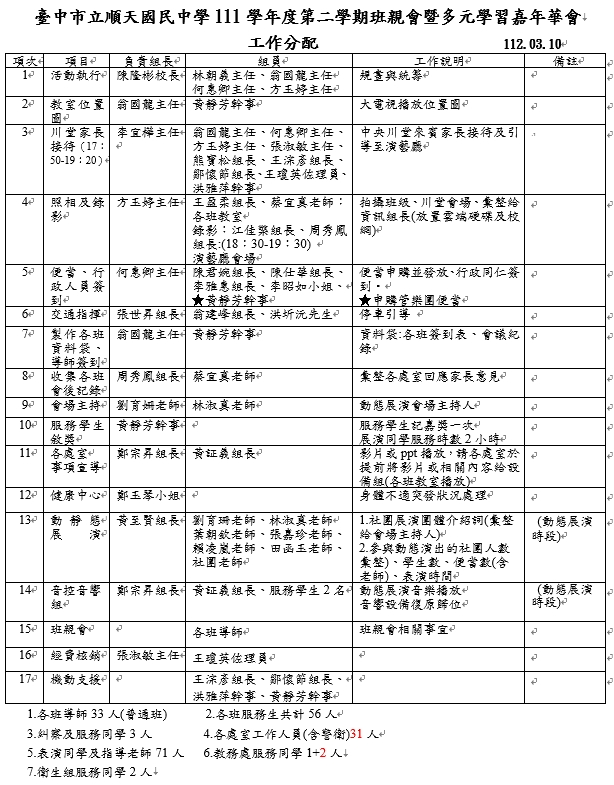 臺中市立順天國民中學 111 學年度第二學期班親會暨多元學習嘉年華會
工作分配 112.03.10
項次 項目 負責組長 組員 工作說明 備註
1 活動執行 陳隆彬校長 林朝義主任、翁國龍主任 規畫與統籌
何惠卿主任、方玉婷主任
2 教室位置 翁國龍主任 黃靜芳幹事 大電視播放位置圖
圖
3 川堂家長 李宜樺主任 翁國龍主任、何惠卿主任、 中央川堂來賓家長接待及引
接待 (17: 方玉婷主任、張淑敏主任、 導至演藝廳
50-19:20) 熊寶松組長、王淙彥組長、
鄒懷節組長、王瓊英佐理員、
洪雅萍幹事
4 照相及錄 方玉婷主任 王盈柔組長、蔡宜真老師: 拍攝班級、川堂會場、彙整給
影 各班教室 資訊組長(放置雲端硬碟及校
錄影:江佳槳組長、周秀鳳 網)
組長:(18:30-19:30)
演藝廳會場
5 便當、行 何惠卿主任 陳君婉組長、陳仕華組長、 便當申購並發放、行政同仁簽
政人員簽 李雅惠組長、李昭如小姐、 到。
到 ★黃靜芳幹事 ★申購管樂團便當
6 交通指揮 張世昇組長 翁建峰組長、洪圻沅先生 停車引導
7 製作各班 翁國龍主任 黃靜芳幹事 資料袋:各班簽到表、會議紀
資料袋、 錄
導師簽到
8 收集各班 周秀鳳組長 蔡宜真老師 彙整各處室回應家長意見
會後記錄
9 會場主持 劉育姍老師 林淑真老師 動態展演會場主持人
10 服務學生 黃靜芳幹事 服務學生記嘉獎一次
敘獎 展演同學服務時數 2 小時
11 各處室 鄭宗昇組長 黃証義組長 影片或 ppt 播放,請各處室於
事項宣導 提前將影片或相關內容給設
備組(各班教室播放)
12 健康中心 鄭玉琴小姐 身體不適突發狀況處理
13 動靜態 黃至賢組長 劉育珊老師、林淑真老師 1.社團展演團體介紹詞(彙整 (動態展演
展演 葉朝欽老師、張嘉珍老師、 給會場主持人) 時段)
賴凌嵐老師、田函玉老師、 2.參與動態演出的社團人數
社團老師 彙整)、學生數、便當數(含
老師)、表演時間
14 音控音響 鄭宗昇組長 黃証義組長、服務學生 2 名 動態展演音樂播放 (動態展演
組 音響設備復原歸位 時段)
15 班親會 各班導師 班親會相關事宜
16 經費核銷 張淑敏主任 王瓊英佐理員
17 機動支援 王淙彥組長、鄒懷節組長、
洪雅萍幹事、黃靜芳幹事
1.各班導師 33 人(普通班) 2.各班服務生共計 56 人
3.糾察及服務同學 3 人 4.各處室工作人員(含警衛)31 人
5.表演同學及指導老師 71 人 6.教務處服務同學 1+2 人
7.衛生組服務同學 2 人